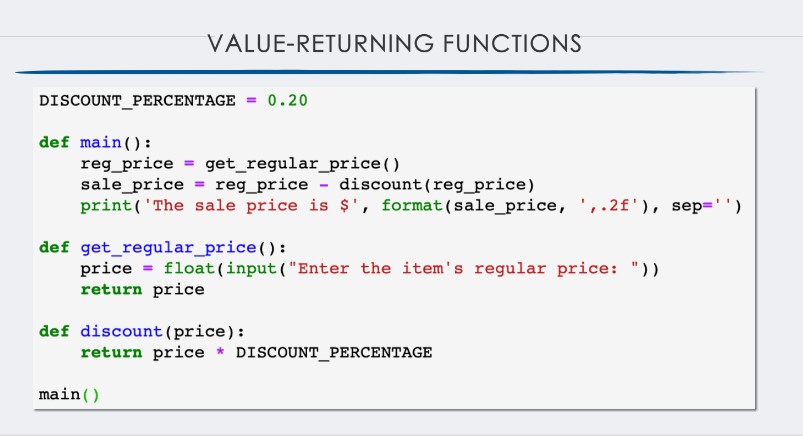 VALUE-RETURNING FUNCTIONS
DISCOUNT_PERCENTAGE = 0.20
def main():
    reg_price = get_regular_price()
    sale_price = reg_price - discount(reg_price)
    print('The sale price is $', format(sale_price, ',.2f'), sep='')
def get_regular_price():
    price = float(input("Enter the item's regular price: "))
    return price
def discount(price):
    return price * DISCOUNT_PERCENTAGE
main()